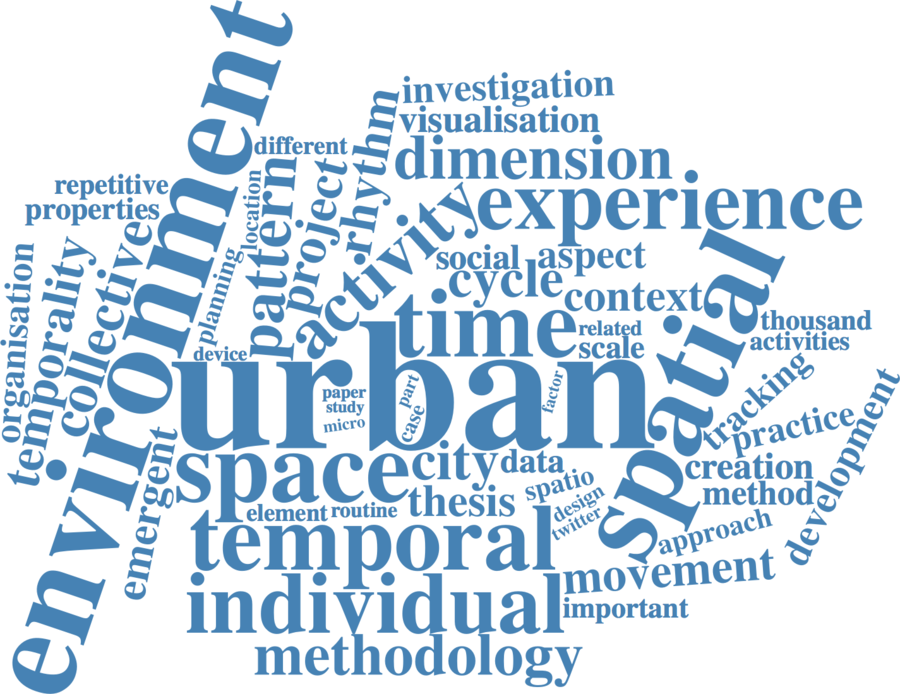 environment
investigation
visualisation
different
rhythm
dimension
repetitive
properties
location
pattern
project
experience
activity
organisation
temporality
collective
planning
social
aspect
cycle
context
spatial
time
related
scale
thousand
activities
device
urban
paper
study
micro
part
case
factor
tracking
practice
development
emergent
space
city
data
creation
method
spatio
design
twitter
element
routine
thesis
approach
temporal
movement
individual
important
methodology